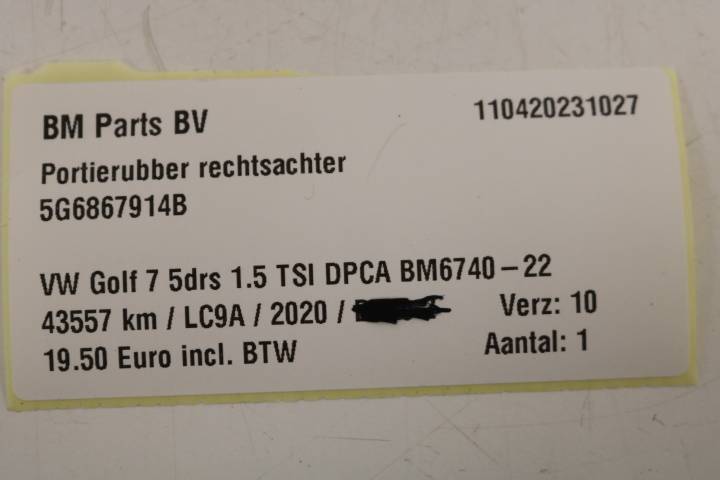 BM Parts BV 110420231027
Portierubber rechtsachter
5G6867914B
VW Golf 7 5drs 1.5 TSI DPCA BM6740-22
43557 km / LC9A / 2020 / Verz: 10
19.50 Euro incl. BTW Aantal: 1